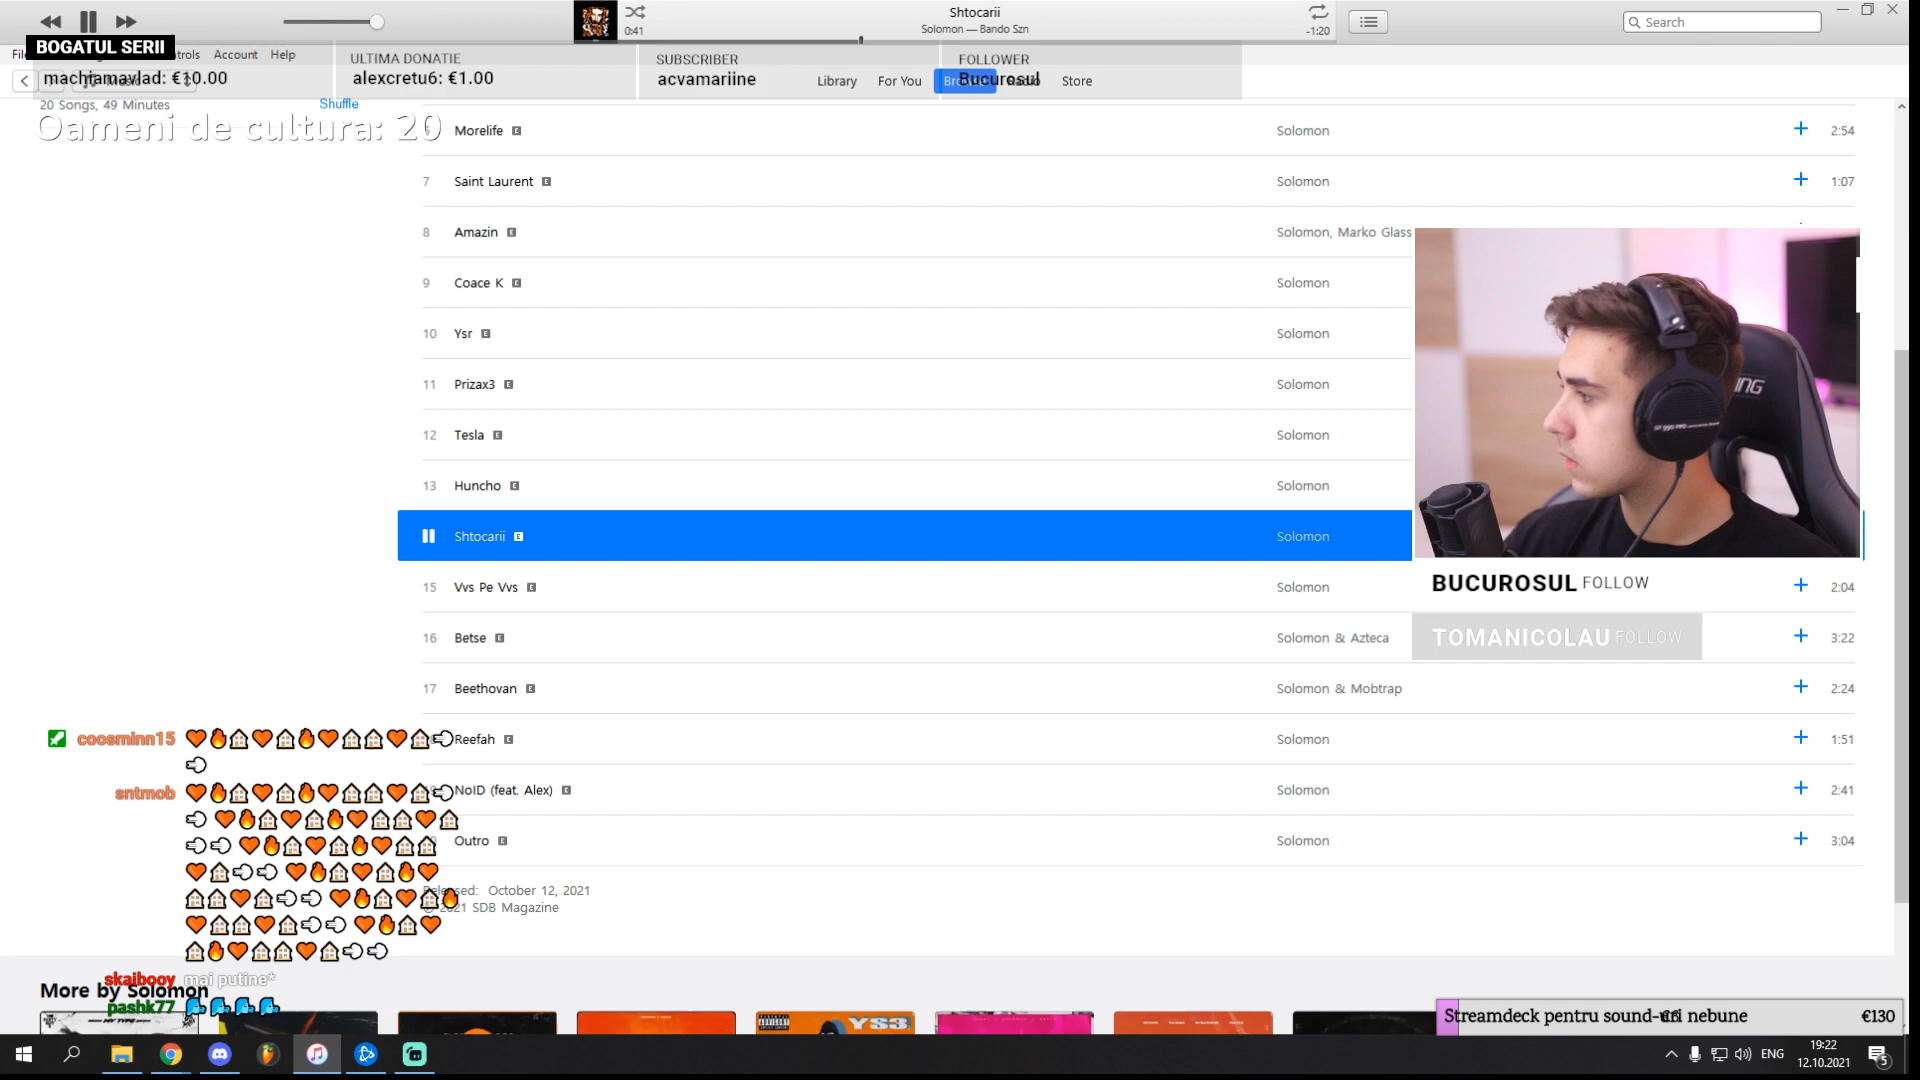 Shtocarii
Solomon — Bando Szn
0:41
-1:20
Search
BOGATUL SERII
Account Help
machiamavlad: €10.00
ULTIMA DONATIE
alexcretu6: €1.00
SUBSCRIBER
acvamariine
FOLLOWER
Bucurosul
Library For You Store
20 Songs, 49 Minutes
Shuffle
Oameni de cultura: 20
Morelife E Solomon 2:54
7 Saint Laurent E Solomon 1:07
8 Amazin E Solomon, Marko Glass
9 Coace K E Solomon
10 Ysr E Solomon
11 Prizax3 E Solomon
12 Tesla E Solomon
13 Huncho E Solomon
Shtocarii E Solomon
15 Vvs Pe Vvs E Solomon 2:04
16 Betse E Solomon & Azteca 3:22
17 Beethovan E Solomon & Mobtrap 2:24
Reefah E Solomon 1:51
NoID (feat. Alex) E Solomon 2:41
Outro E Solomon 3:04
BUCUROSUL FOLLOW
TOMANICOLAU FOLLOW
coosminn15
sntmob
Released: October 12, 2021
2021 SDB Magazine
skaibooy mai putine*
More by Solomon
pashk77
YS3
Streamdeck pentru sound-uri nebune €130
ENG
19:22
12.10.2021
5